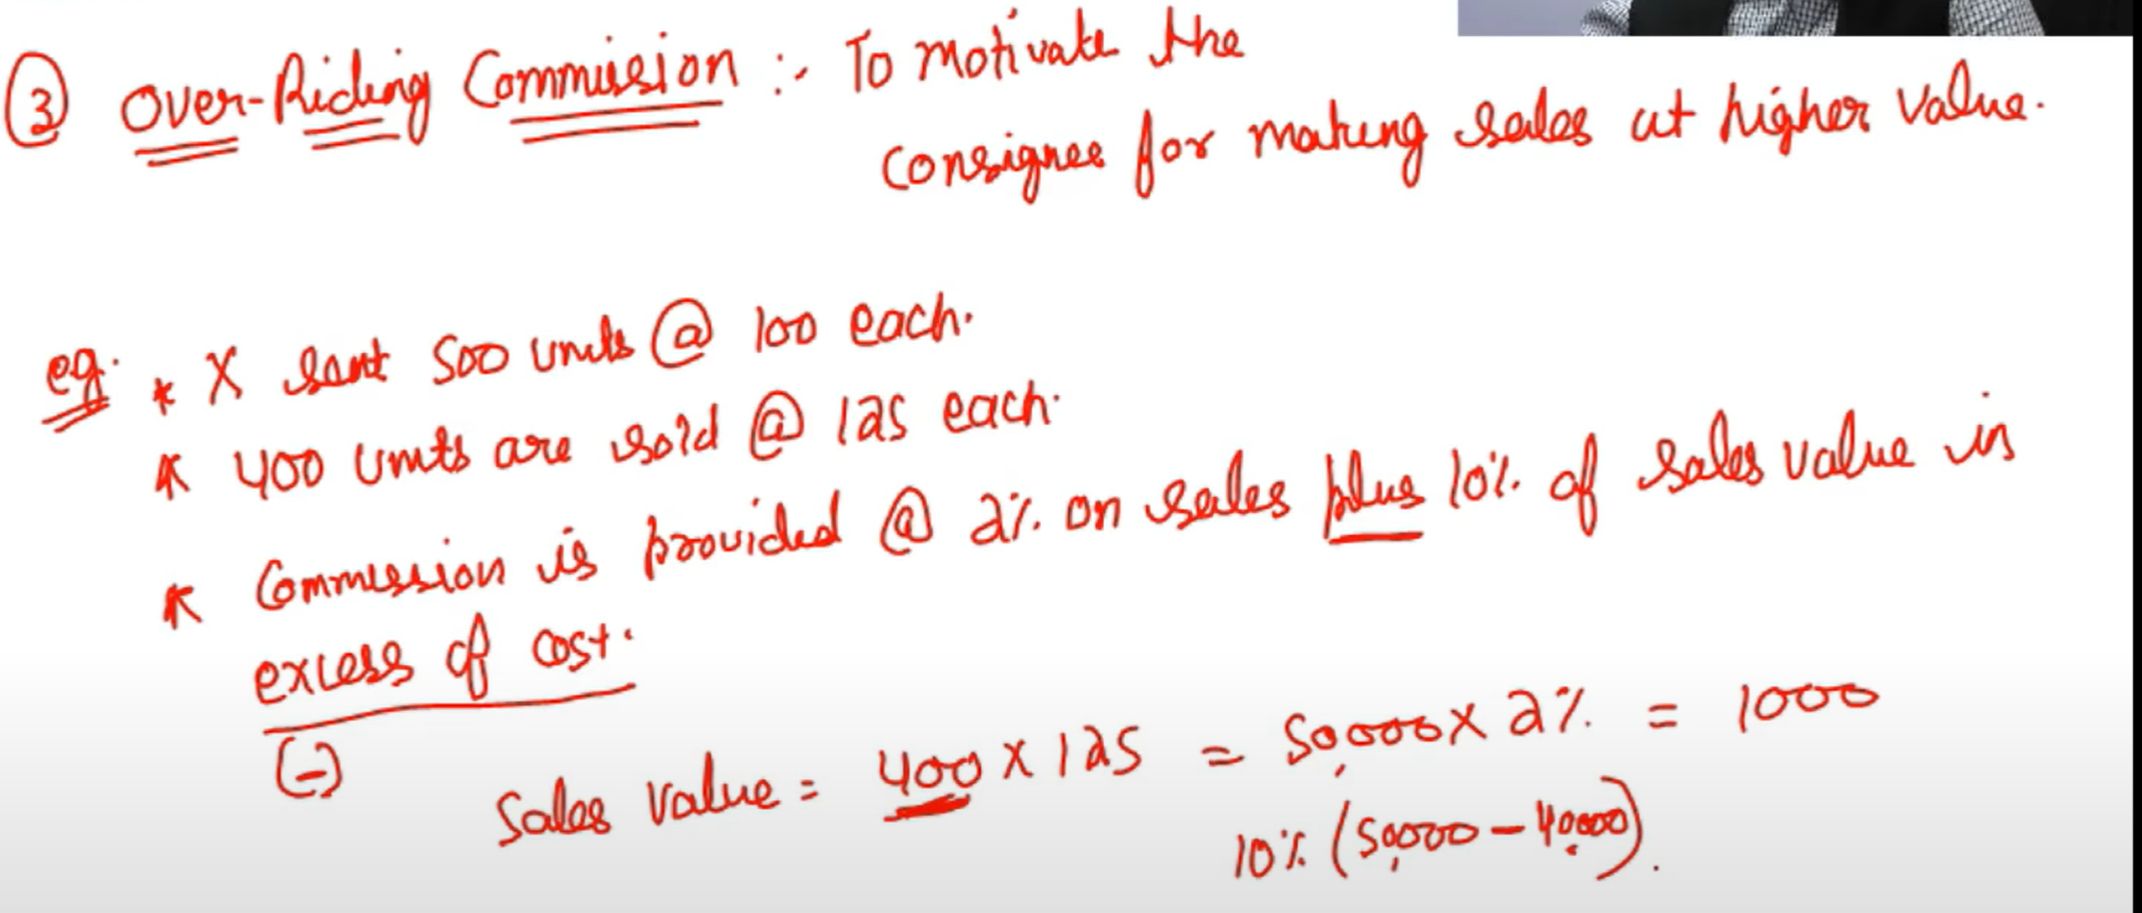 ③ Over-Riding Commission :- To motivate the
consignee for making sales at higher value.
eg. * X sent 500 units @ 100 each.
* 400 units are sold @ 125 each.
* Commission is provided @ 2% on sales plus 10% of sales value in
excess of cost.
(-)
Sales value = 400 x 125 = 50,000 x 2% = 1000
10% (50,000 - 40,000).